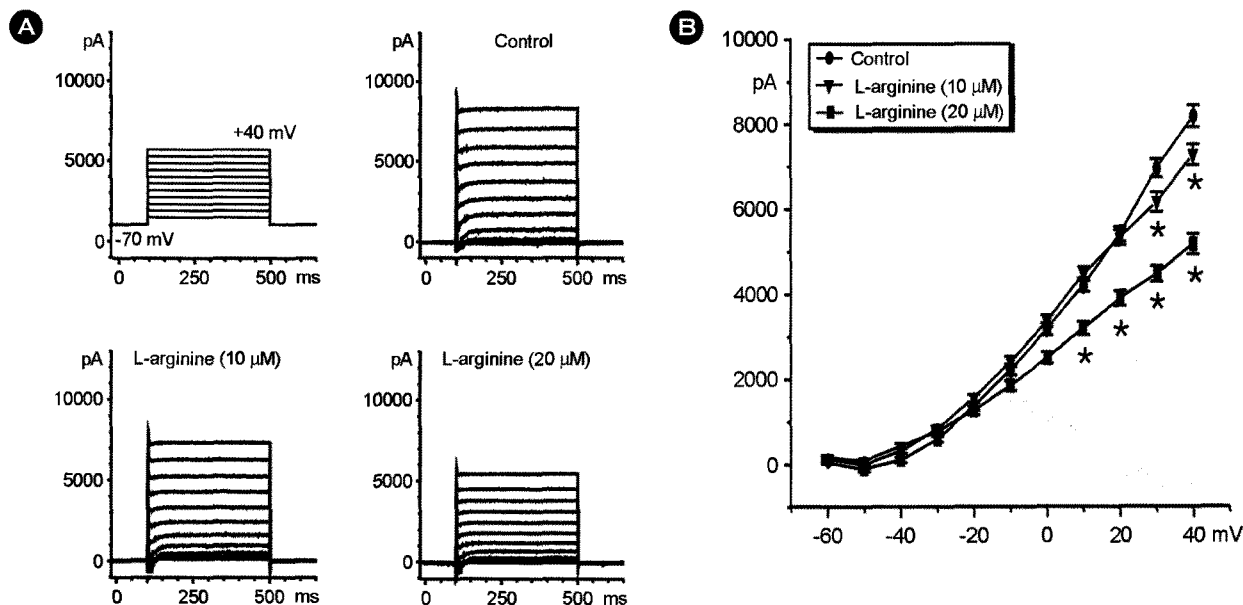 A
pA
10000
5000
0
+40 mV
-70 mV
0 250 500 ms
Control
pA
10000
5000
0
0 250 500 ms
L-arginine (10 μM)
pA
10000
5000
0
0 250 500 ms
L-arginine (20 μM)
pA
10000
5000
0
0 250 500 ms
B
10000
pA
8000
6000
4000
2000
0
Control
L-arginine (10 μM)
L-arginine (20 μM)
* * * * * *
-60 -40 -20 0 20 40 mV